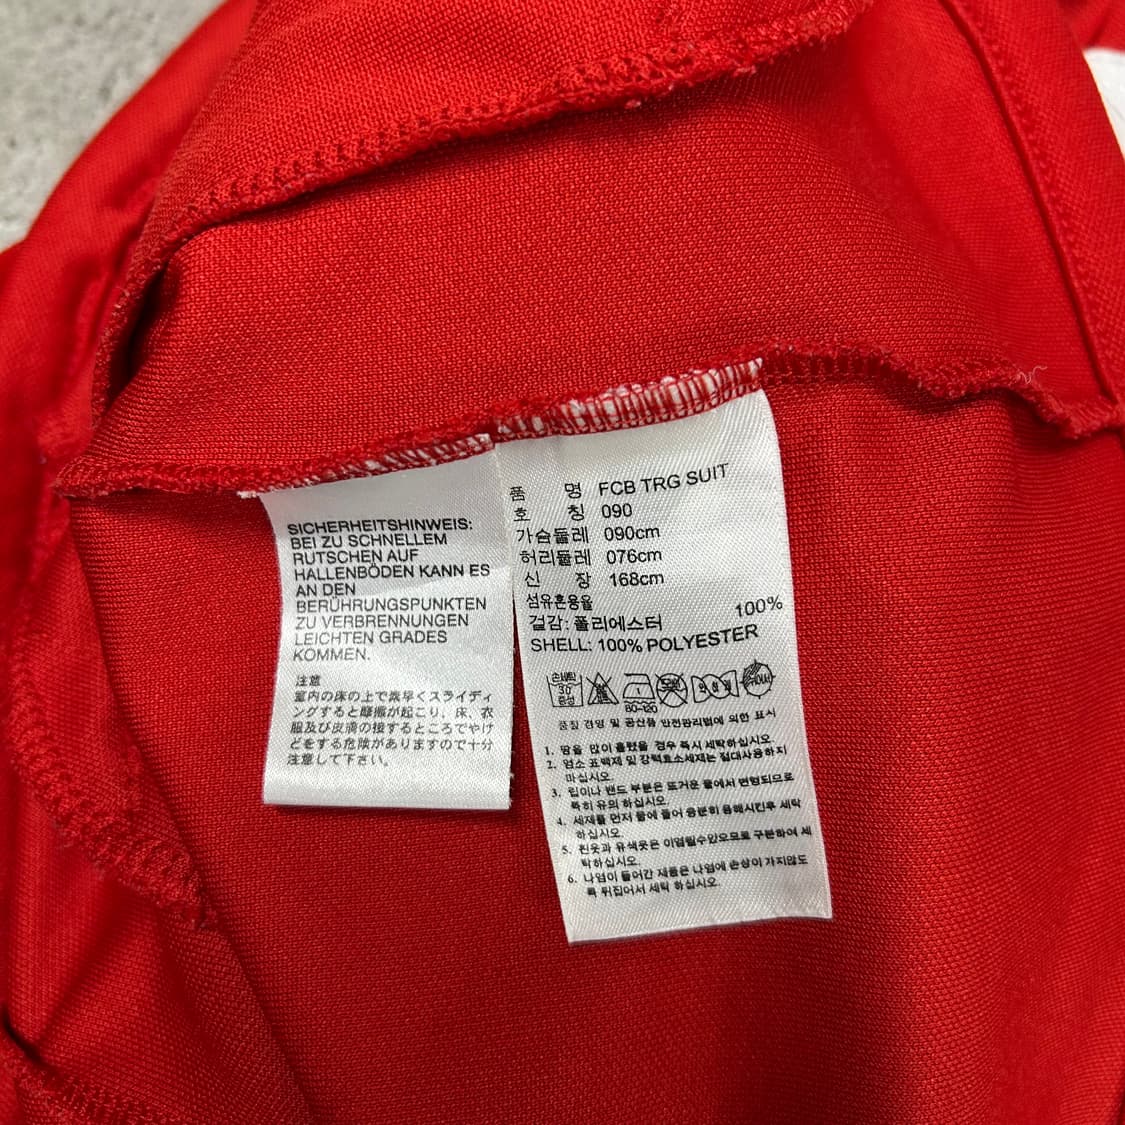 SICHERHEITSHINWEIS:
BEI ZU SCHNELLEM
RUTSCHEN AUF
HALLENBÖDEN KANN ES
AN DEN
BERÜHRUNGSPUNKTEN
ZU VERBRENNUNGEN
LEICHTEN GRADES
KOMMEN.
注意
室内の床の上で素早くスライディ
ングすると摩擦が起こり、床、衣
服及び皮膚の接するところでやけ
どをする危険がありますので十分
注意して下さい。
품 명 FCB TRG SUIT
호 칭 090
가슴둘레 090cm
허리둘레 076cm
신 장 168cm
섬유혼용율
겉감: 폴리에스터 100%
SHELL: 100% POLYESTER
손세탁
30
중성
80~120
품질 경영 및 공산품 안전관리법에 의한 표시
1. 땀을 많이 흘렸을 경우 즉시 세탁하십시오
2. 염소 표백제 및 강력효소세제는 절대사용하지
마십시오.
3. 립이나 밴드 부분은 뜨거운 물에서 변형되므로
특히 유의 하십시오.
4. 세제를 먼저 물에 풀어 충분히 용해시킨후 세탁
하십시오.
5. 흰옷과 유색옷은 이염될수있으므로 구분하여 세
탁하십시오.
6. 나염이 들어간 제품은 나염에 손상이 가지않도
록 뒤집어서 세탁 하십시오.